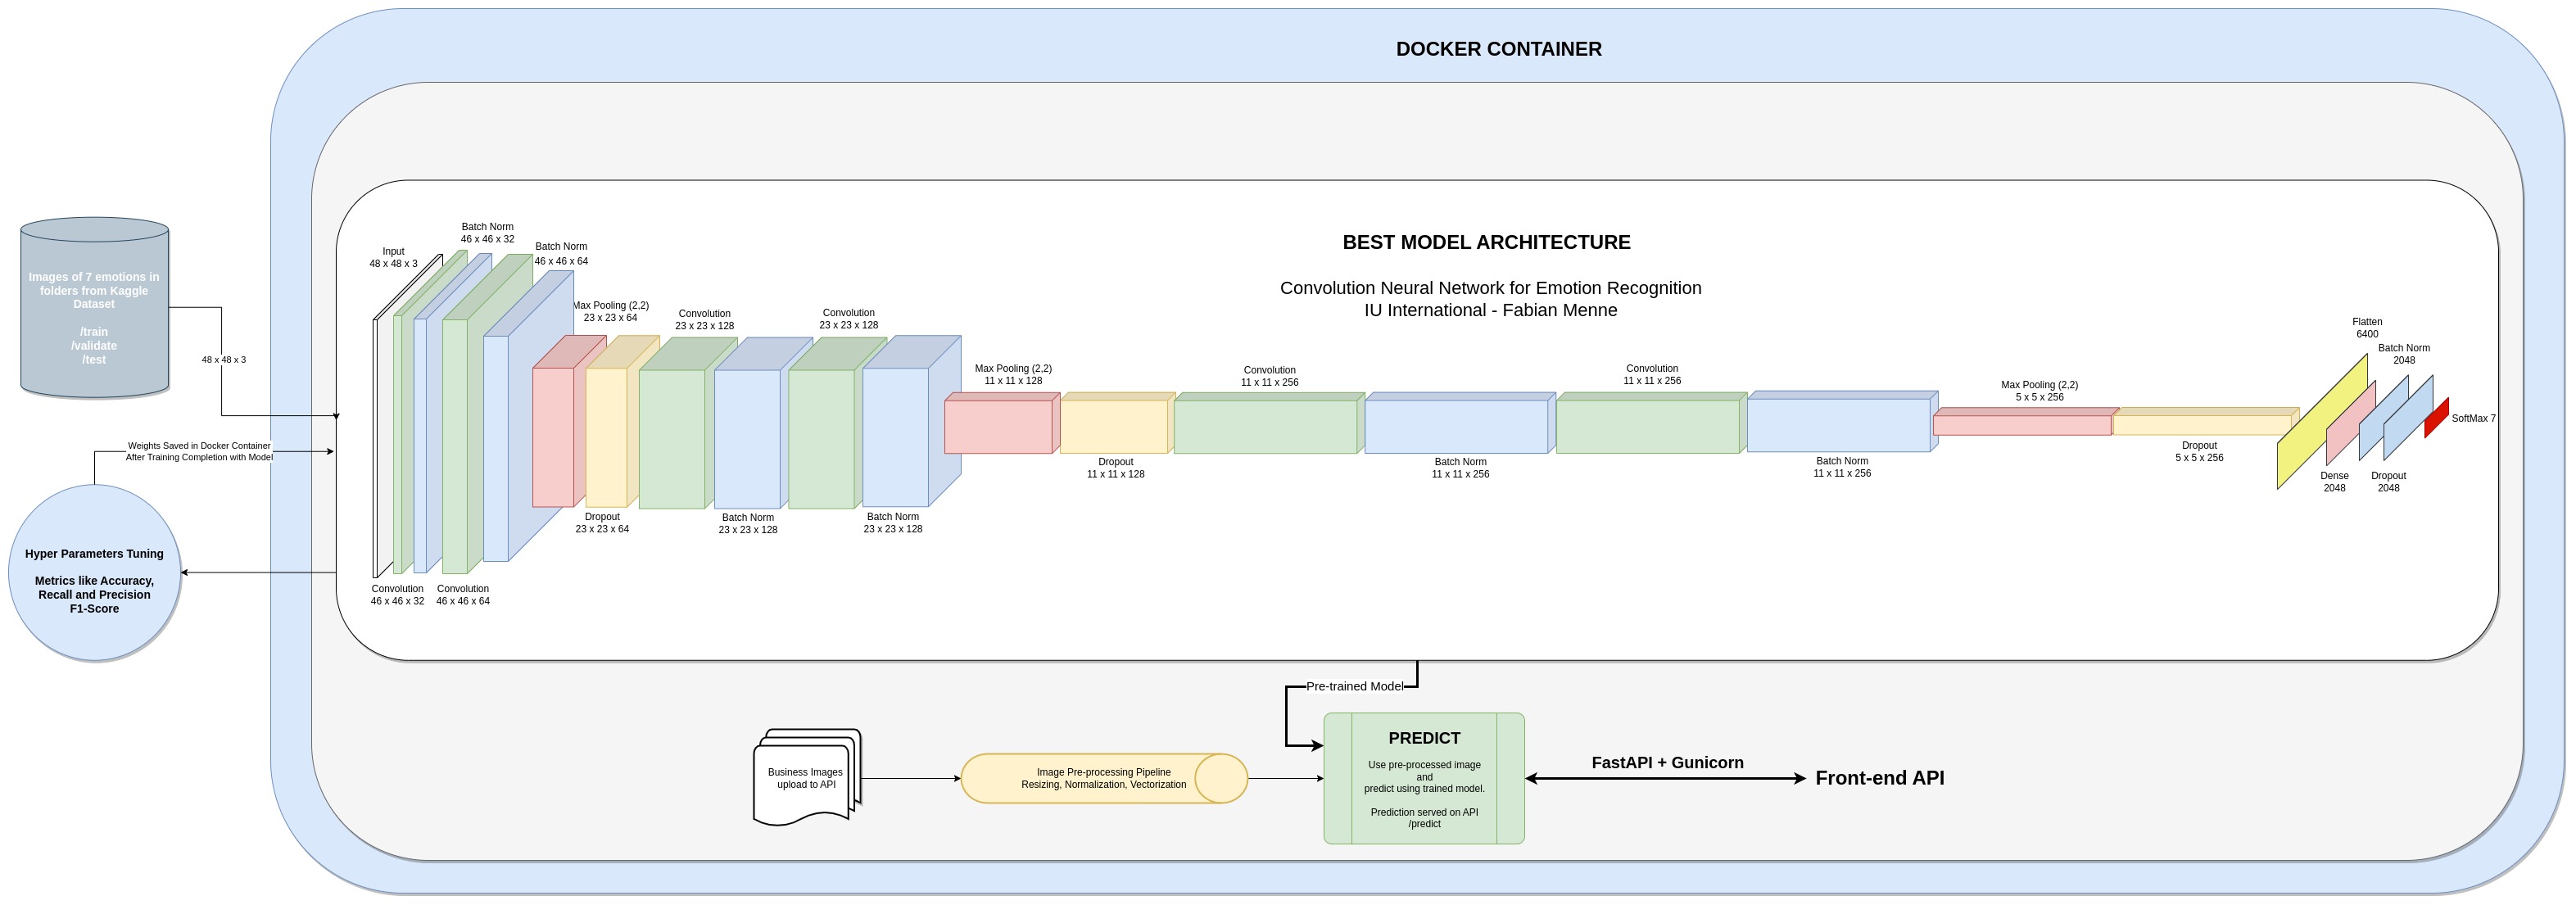 DOCKER CONTAINER
Images of 7 emotions in
folders from Kaggle
Dataset
/train
/validate
/test
48 x 48 x 3
Weights Saved in Docker Container
After Training Completion with Model
Hyper Parameters Tuning
Metrics like Accuracy,
Recall and Precision
F1-Score
BEST MODEL ARCHITECTURE
Convolution Neural Network for Emotion Recognition
IU International - Fabian Menne
Input
48 x 48 x 3
Convolution
46 x 46 x 32
Batch Norm
46 x 46 x 32
Convolution
46 x 46 x 64
Batch Norm
46 x 46 x 64
Max Pooling (2,2)
23 x 23 x 64
Dropout
23 x 23 x 64
Convolution
23 x 23 x 128
Batch Norm
23 x 23 x 128
Convolution
23 x 23 x 128
Batch Norm
23 x 23 x 128
Max Pooling (2,2)
11 x 11 x 128
Dropout
11 x 11 x 128
Convolution
11 x 11 x 256
Batch Norm
11 x 11 x 256
Convolution
11 x 11 x 256
Batch Norm
11 x 11 x 256
Max Pooling (2,2)
5 x 5 x 256
Dropout
5 x 5 x 256
Flatten
6400
Dense
2048
Batch Norm
2048
Dropout
2048
SoftMax 7
Pre-trained Model
Business Images
upload to API
Image Pre-processing Pipeline
Resizing, Normalization, Vectorization
PREDICT
Use pre-processed image
and
predict using trained model.
Prediction served on API
/predict
FastAPI + Gunicorn
Front-end API